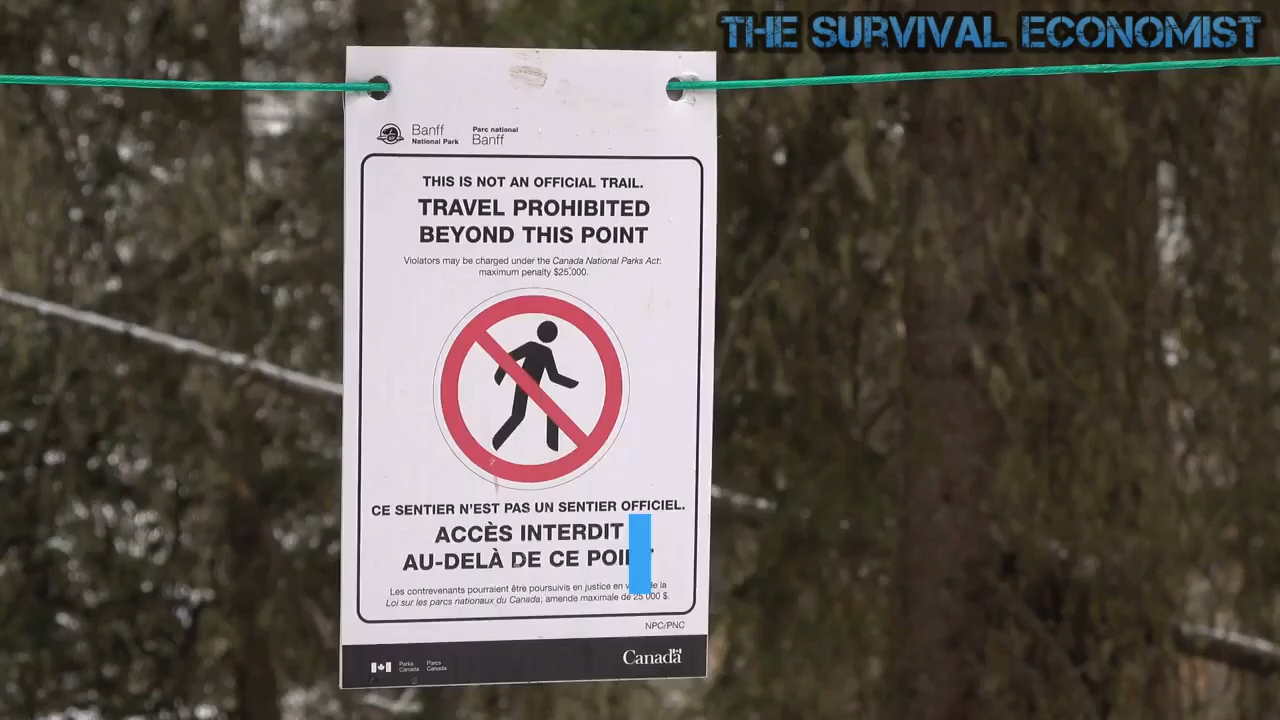 THE SURVIVAL ECONOMIST
Banff
National Park
Parc national
Banff
THIS IS NOT AN OFFICIAL TRAIL.
TRAVEL PROHIBITED
BEYOND THIS POINT
Violators may be charged under the Canada National Parks Act:
maximum penalty $25,000.
CE SENTIER N'EST PAS UN SENTIER OFFICIEL.
ACCÈS INTERDIT
AU-DELÀ DE CE
Les contrevenants pourraient être poursuivis en justice en de la
Loi sur les parcs nationaux du Canada; amende maximale de 25 000 $.
NPC/PNC
Parks
Canada
Parcs
Canada
Canada